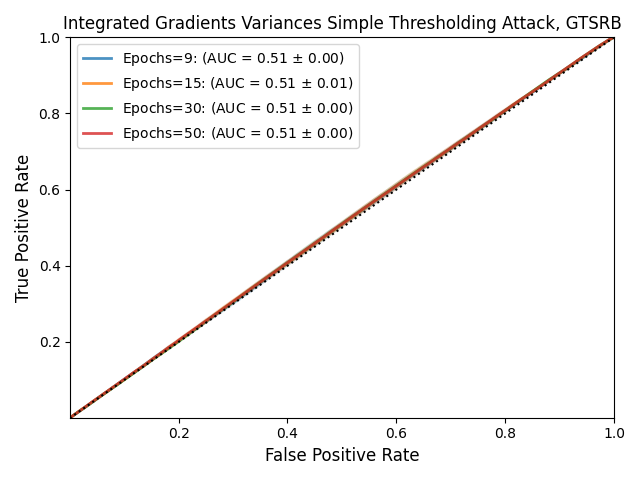 Integrated Gradients Variances Simple Thresholding Attack, GTSRB
1.0
Epochs=9: (AUC = 0.51 ± 0.00)
Epochs=15: (AUC = 0.51 ± 0.01)
Epochs=30: (AUC = 0.51 ± 0.00)
Epochs=50: (AUC = 0.51 ± 0.00)
0.8
0.6
0.4
0.2
True Positive Rate
0.2 0.4 0.6 0.8 1.0
False Positive Rate